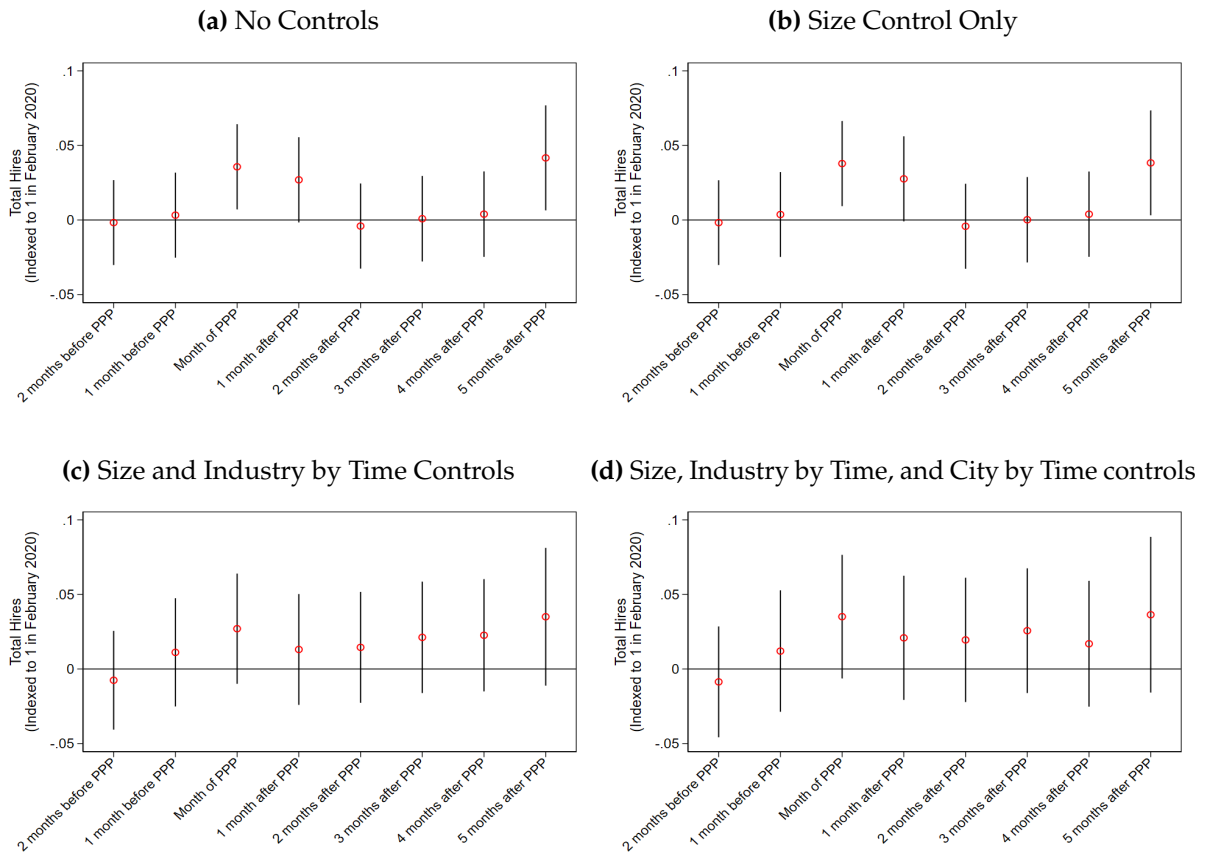 (a) No Controls
Total Hires
(Indexed to 1 in February 2020)
.1
.05
0
-.05
2 months before PPP
1 month before PPP
Month of PPP
1 month after PPP
2 months after PPP
3 months after PPP
4 months after PPP
5 months after PPP
(b) Size Control Only
Total Hires
(Indexed to 1 in February 2020)
.1
.05
0
-.05
2 months before PPP
1 month before PPP
Month of PPP
1 month after PPP
2 months after PPP
3 months after PPP
4 months after PPP
5 months after PPP
(c) Size and Industry by Time Controls
Total Hires
(Indexed to 1 in February 2020)
.1
.05
0
-.05
2 months before PPP
1 month before PPP
Month of PPP
1 month after PPP
2 months after PPP
3 months after PPP
4 months after PPP
5 months after PPP
(d) Size, Industry by Time, and City by Time controls
Total Hires
(Indexed to 1 in February 2020)
.1
.05
0
-.05
2 months before PPP
1 month before PPP
Month of PPP
1 month after PPP
2 months after PPP
3 months after PPP
4 months after PPP
5 months after PPP